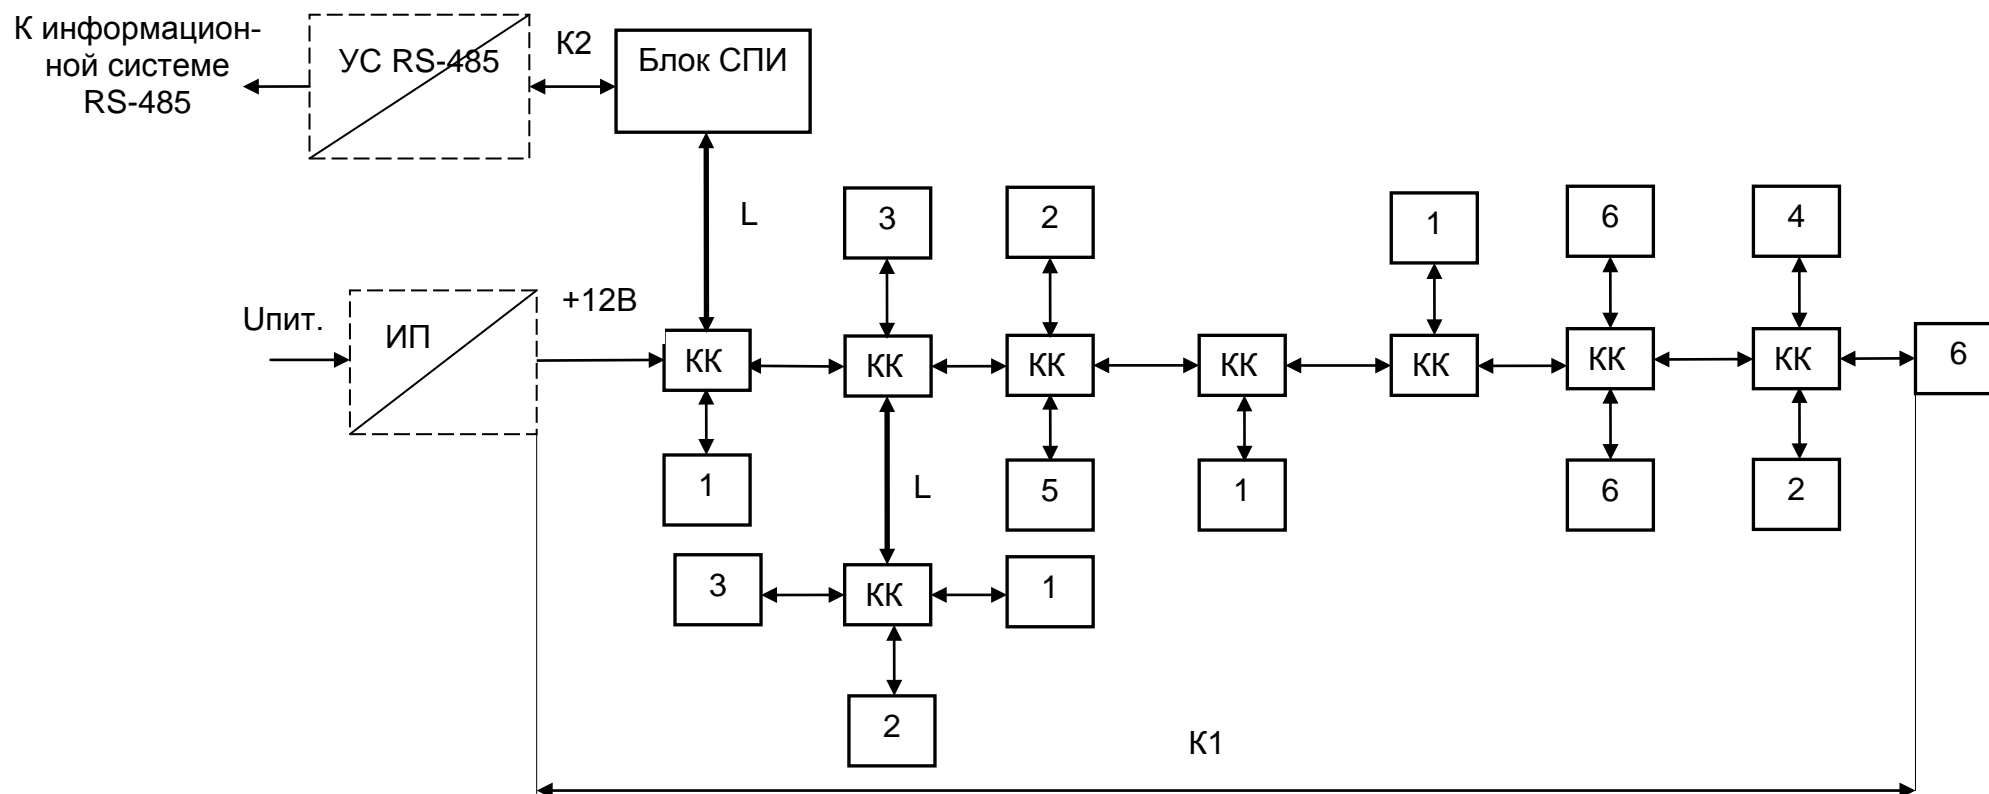 К информацион-
ной системе
RS-485
УС RS-485
К2
Блок СПИ
L
3
2
1
6
4
Uпит.
ИП
+12В
КК
КК
КК
КК
КК
КК
КК
6
1
L
5
1
6
2
3
КК
1
2
К1